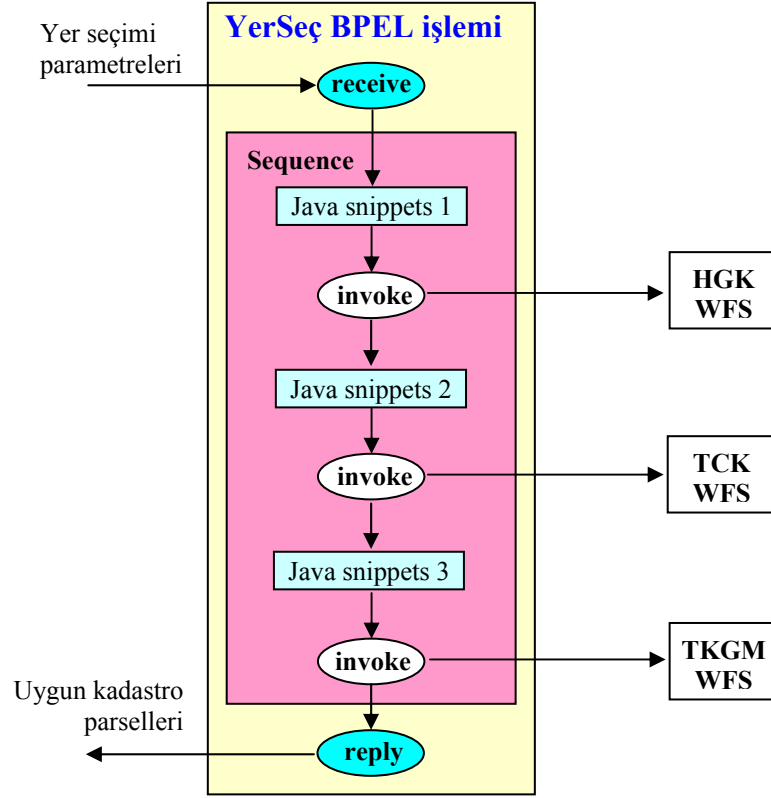 YerSeç BPEL işlemi
Yer seçimi
parametreleri
receive
Sequence
Java snippets 1
invoke
HGK
WFS
Java snippets 2
invoke
TCK
WFS
Java snippets 3
invoke
TKGM
WFS
Uygun kadastro
parselleri
reply